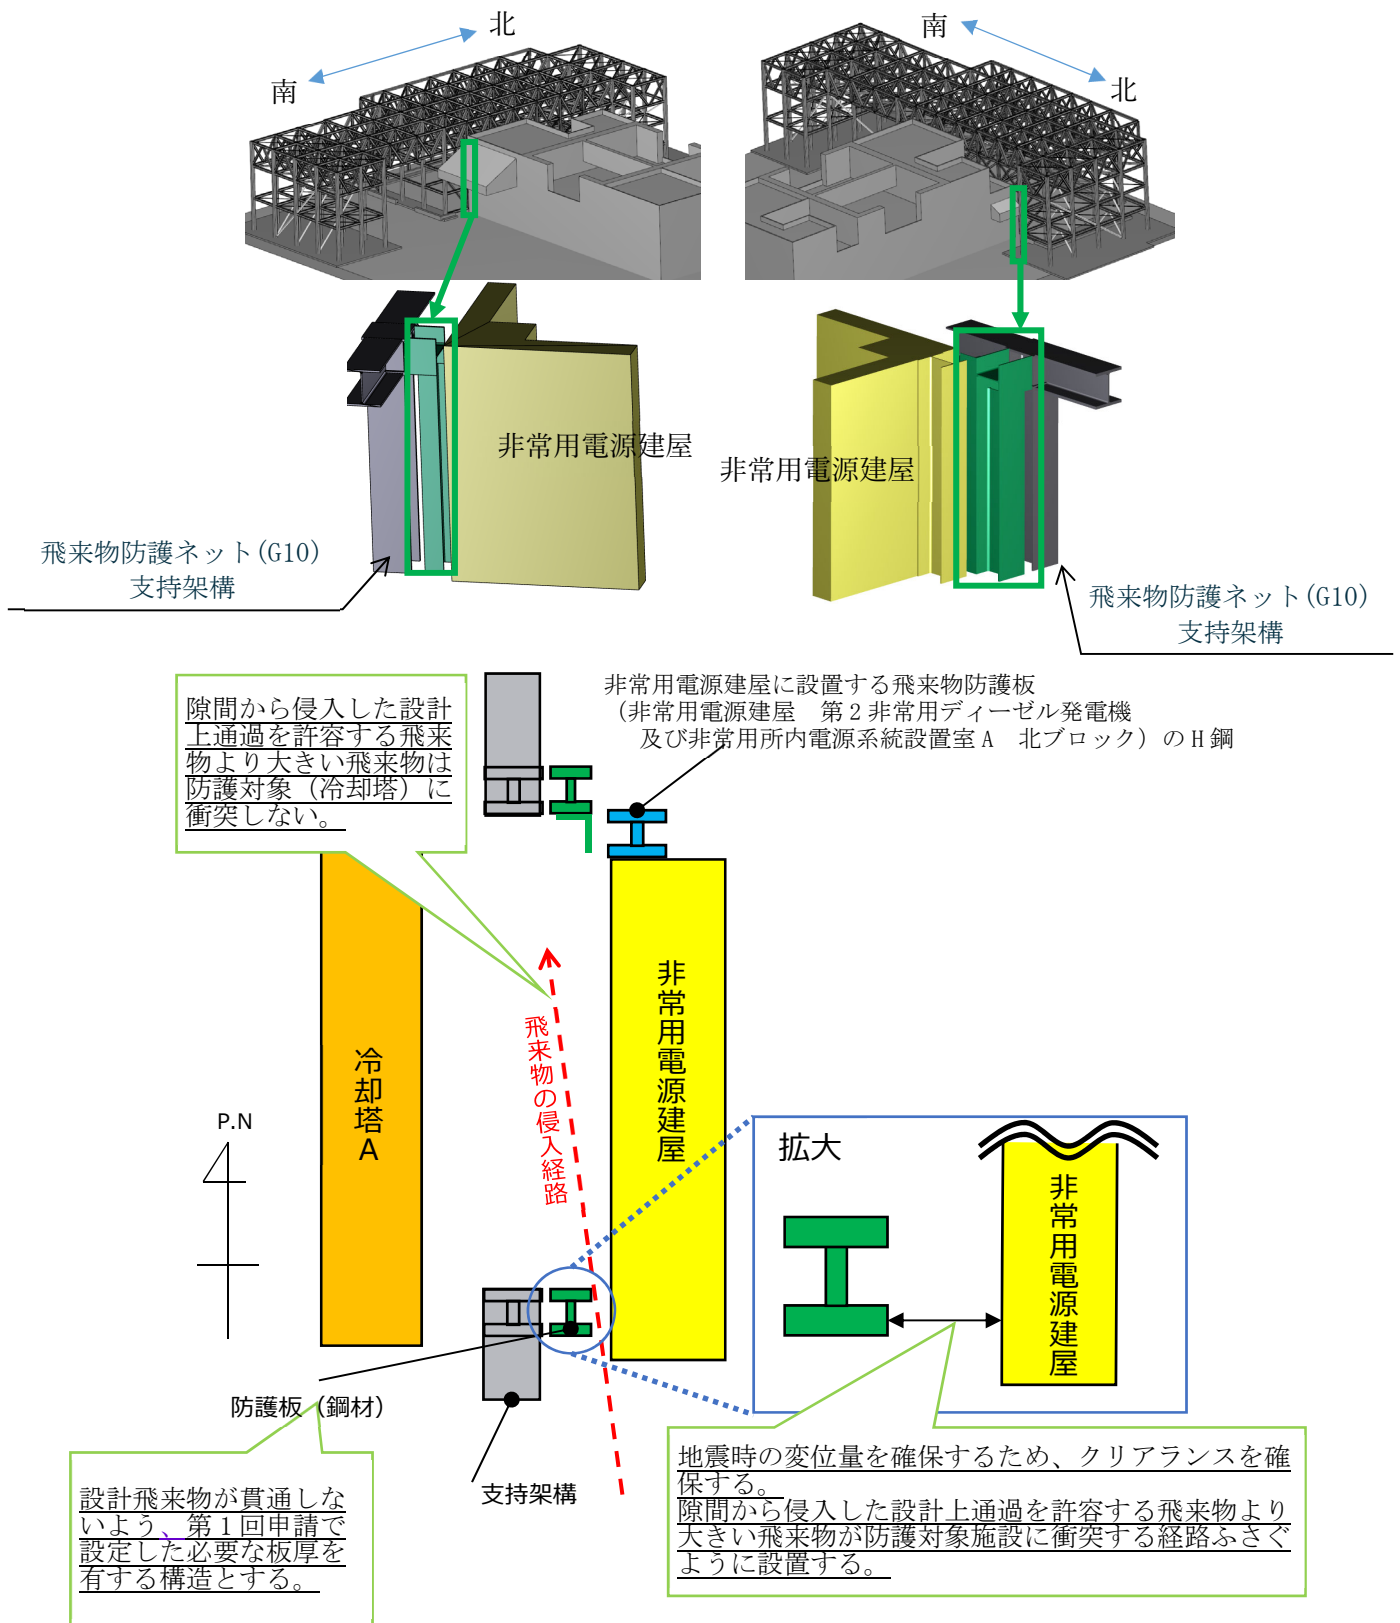 北
南
南
北
非常用電源建屋
非常用電源建屋
飛来物防護ネット(G10)
支持架構
飛来物防護ネット(G10)
支持架構
非常用電源建屋に設置する飛来物防護板
（非常用電源建屋　第２非常用ディーゼル発電機
及び非常用所内電源系統設置室Ａ　北ブロック）のＨ鋼
隙間から侵入した設計
上通過を許容する飛来
物より大きい飛来物は
防護対象（冷却塔）に
衝突しない。
冷却塔A
飛来物の侵入経路
非常用電源建屋
P.N
拡大
非常用電源建屋
防護板（鋼材）
支持架構
設計飛来物が貫通しな
いよう、第１回申請で
設定した必要な板厚を
有する構造とする。
地震時の変位量を確保するため、クリアランスを確
保する。
隙間から侵入した設計上通過を許容する飛来物より
大きい飛来物が防護対象施設に衝突する経路ふさぐ
ように設置する。